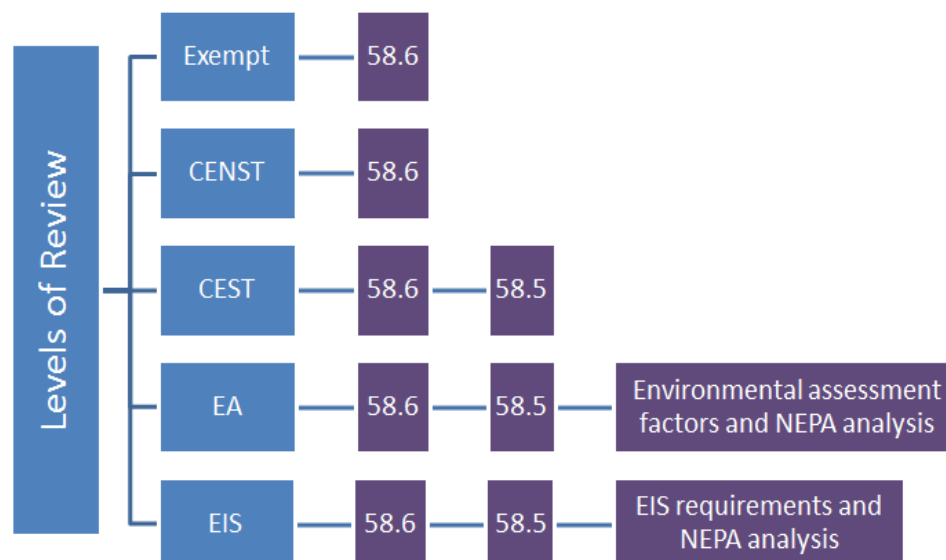 Levels of Review
Exempt
58.6
CENST
58.6
CEST
58.6
58.5
EA
58.6
58.5
Environmental assessment
factors and NEPA analysis
EIS
58.6
58.5
EIS requirements and
NEPA analysis